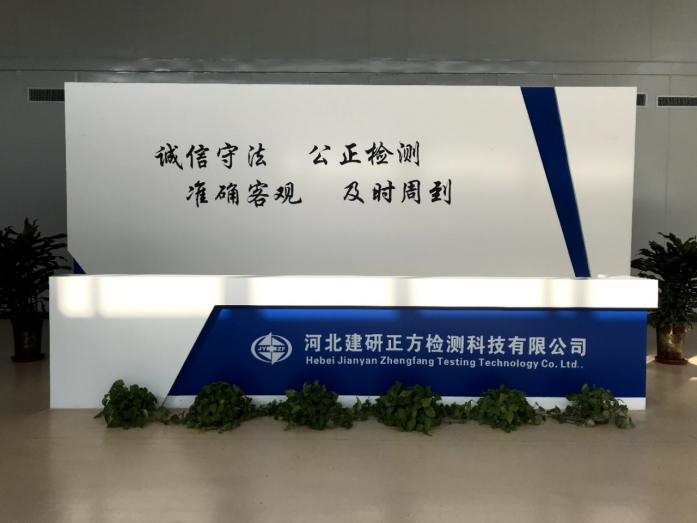 诚信守法 公正检测
准确客观 及时周到
河北建研正方检测科技有限公司
Hebei Jianyan Zhengfang Testing Technology Co. Ltd..